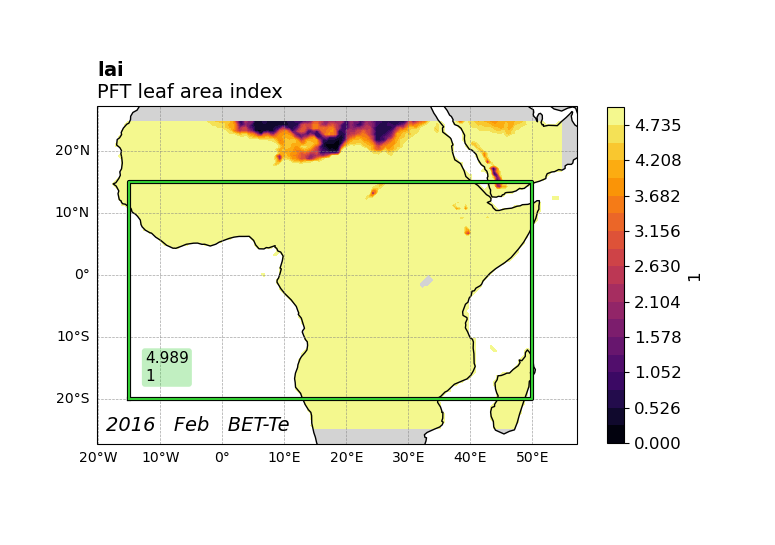 lai
PFT leaf area index
20°N
10°N
0°
10°S
20°S
20°W
10°W
0°
10°E
20°E
30°E
40°E
50°E
4.989
1
2016 Feb BET-Te
4.735
4.208
3.682
3.156
2.630
2.104
1.578
1.052
0.526
0.000
1